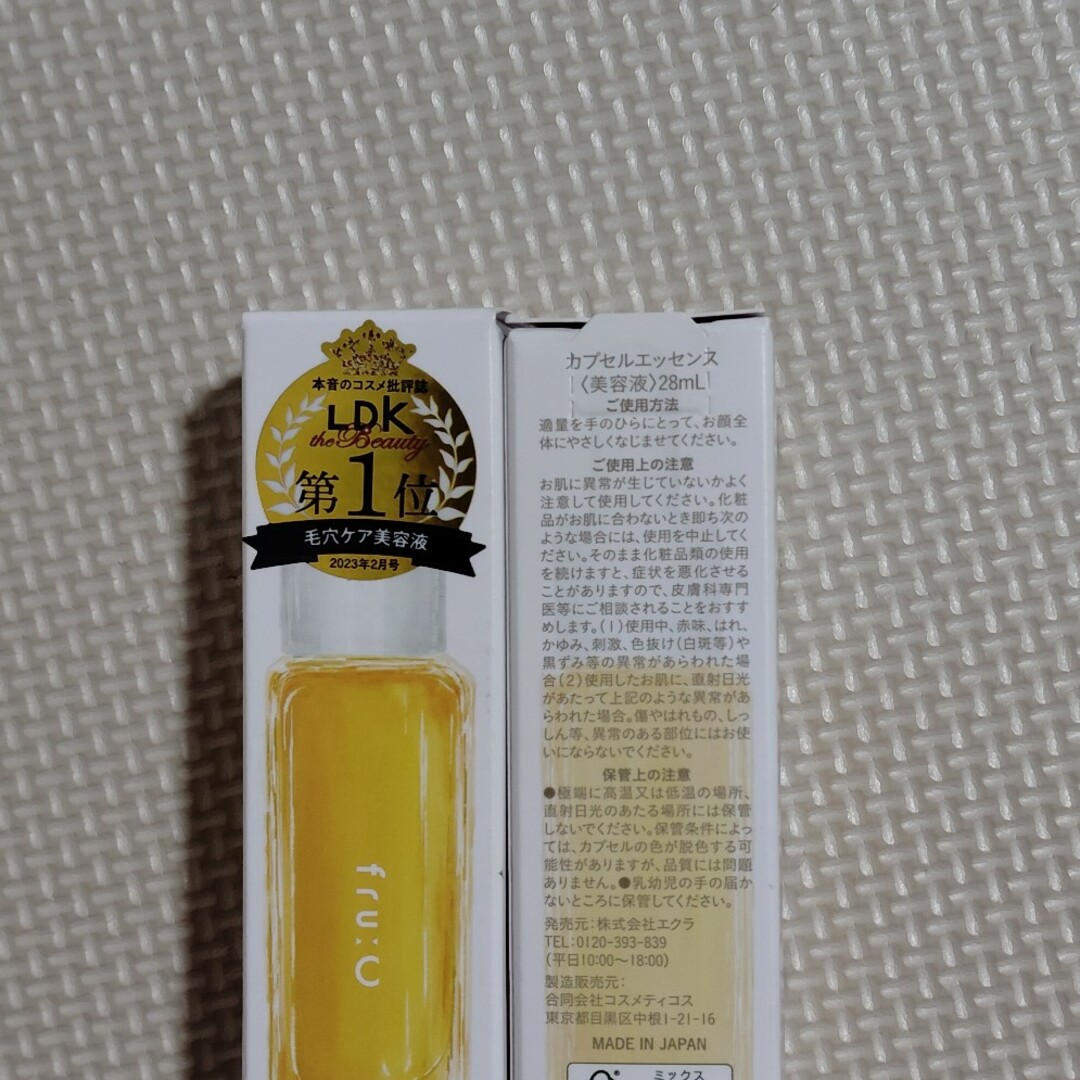 本音のコスメ批評誌
LDK
the Beauty
第1位
毛穴ケア美容液
2023年2月号
fru:C
カプセルエッセンス
〈美容液〉28mL
ご使用方法
適量を手のひらにとって、お顔全
体にやさしくなじませてください。
ご使用上の注意
お肌に異常が生じていないかよく
注意して使用してください。化粧
品がお肌に合わないとき即ち次の
ような場合には、使用を中止してく
ださい。そのまま化粧品類の使用
を続けますと、症状を悪化させる
ことがありますので、皮膚科専門
医等にご相談されることをおすす
めします。(1)使用中、赤味、はれ、
かゆみ、刺激、色抜け(白斑等)や
黒ずみ等の異常があらわれた場
合(2)使用したお肌に、直射日光
があたって上記のような異常があ
らわれた場合。傷やはれもの、しっ
しん等、異常のある部位にはお使
いにならないでください。
保管上の注意
●極端に高温又は低温の場所、
直射日光のあたる場所には保管
しないでください。保管条件によっ
ては、カプセルの色が脱色する可
能性がありますが、品質には問題
ありません。●乳幼児の手の届か
ないところに保管してください。
発売元:株式会社エクラ
TEL:0120-393-839
(平日10:00〜18:00)
製造販売元:
合同会社コスメティコス
東京都目黒区中根1-21-16
MADE IN JAPAN
ミックス